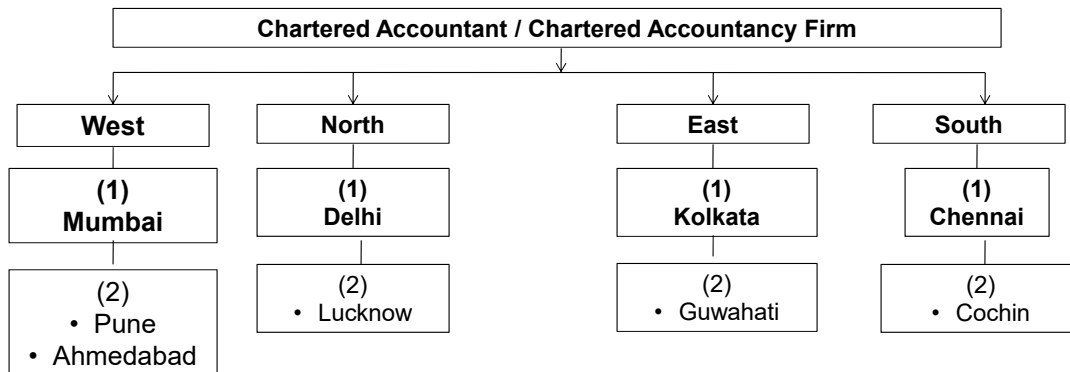 Chartered Accountant / Chartered Accountancy Firm
West
North
East
South
(1)
Mumbai
(1)
Delhi
(1)
Kolkata
(1)
Chennai
(2)
• Pune
• Ahmedabad
(2)
• Lucknow
(2)
• Guwahati
(2)
• Cochin